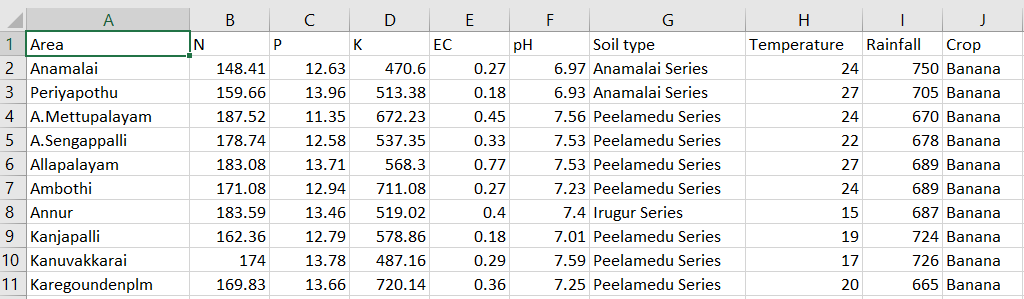 A B C D E F G H I J
1 Area N P K EC pH Soil type Temperature Rainfall Crop
2 Anamalai 148.41 12.63 470.6 0.27 6.97 Anamalai Series 24 750 Banana
3 Periyapothu 159.66 13.96 513.38 0.18 6.93 Anamalai Series 27 705 Banana
4 A.Mettupalayam 187.52 11.35 672.23 0.45 7.56 Peelamedu Series 24 670 Banana
5 A.Sengappalli 178.74 12.58 537.35 0.33 7.53 Peelamedu Series 22 678 Banana
6 Allapalayam 183.08 13.71 568.3 0.77 7.53 Peelamedu Series 27 689 Banana
7 Ambothi 171.08 12.94 711.08 0.27 7.23 Peelamedu Series 24 689 Banana
8 Annur 183.59 13.46 519.02 0.4 7.4 Irugur Series 15 687 Banana
9 Kanjapalli 162.36 12.79 578.86 0.18 7.01 Peelamedu Series 19 724 Banana
10 Kanuvakkarai 174 13.78 487.16 0.29 7.59 Peelamedu Series 17 726 Banana
11 Karegoundenplm 169.83 13.66 720.14 0.36 7.25 Peelamedu Series 20 665 Banana